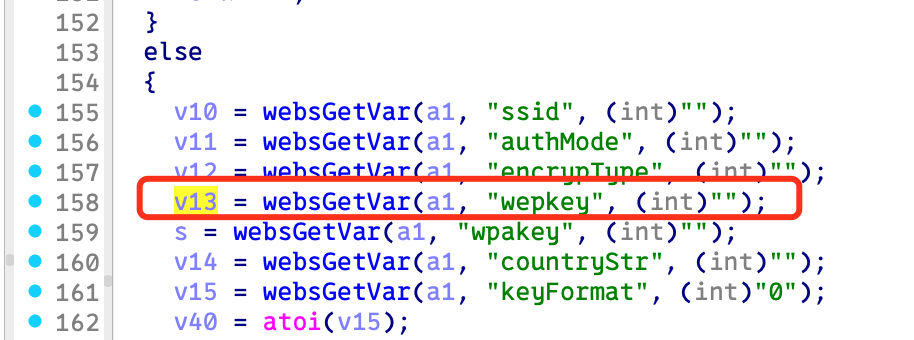 152 }
153 else
154 {
155 v10 = websGetVar(a1, "ssid", (int)"");
156 v11 = websGetVar(a1, "authMode", (int)"");
157 v12 = websGetVar(a1, "encrypType", (int)"");
158 v13 = websGetVar(a1, "wepkey", (int)"");
159 s = websGetVar(a1, "wpakey", (int)"");
160 v14 = websGetVar(a1, "countryStr", (int)"");
161 v15 = websGetVar(a1, "keyFormat", (int)"0");
162 v40 = atoi(v15);